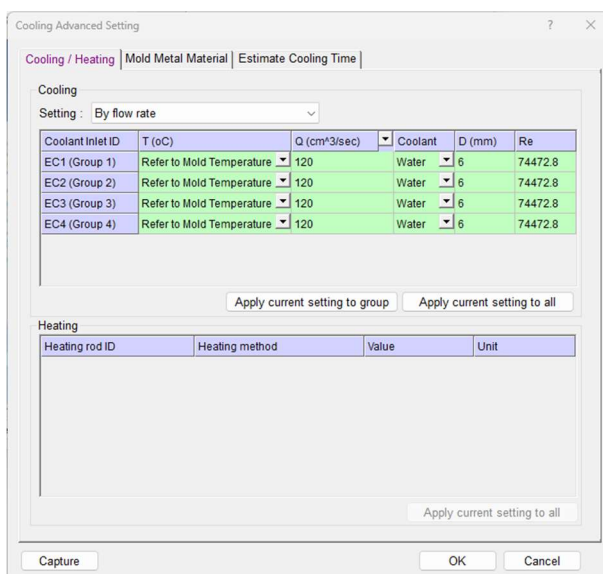 Cooling Advanced Setting ?
Cooling / Heating Mold Metal Material Estimate Cooling Time
Cooling
Setting : By flow rate
Coolant Inlet ID T (oC) Q (cm^3/sec) Coolant D (mm) Re
EC1 (Group 1) Refer to Mold Temperature 120 Water 6 74472.8
EC2 (Group 2) Refer to Mold Temperature 120 Water 6 74472.8
EC3 (Group 3) Refer to Mold Temperature 120 Water 6 74472.8
EC4 (Group 4) Refer to Mold Temperature 120 Water 6 74472.8
Apply current setting to group Apply current setting to all
Heating
Heating rod ID Heating method Value Unit
Apply current setting to all
Capture OK Cancel